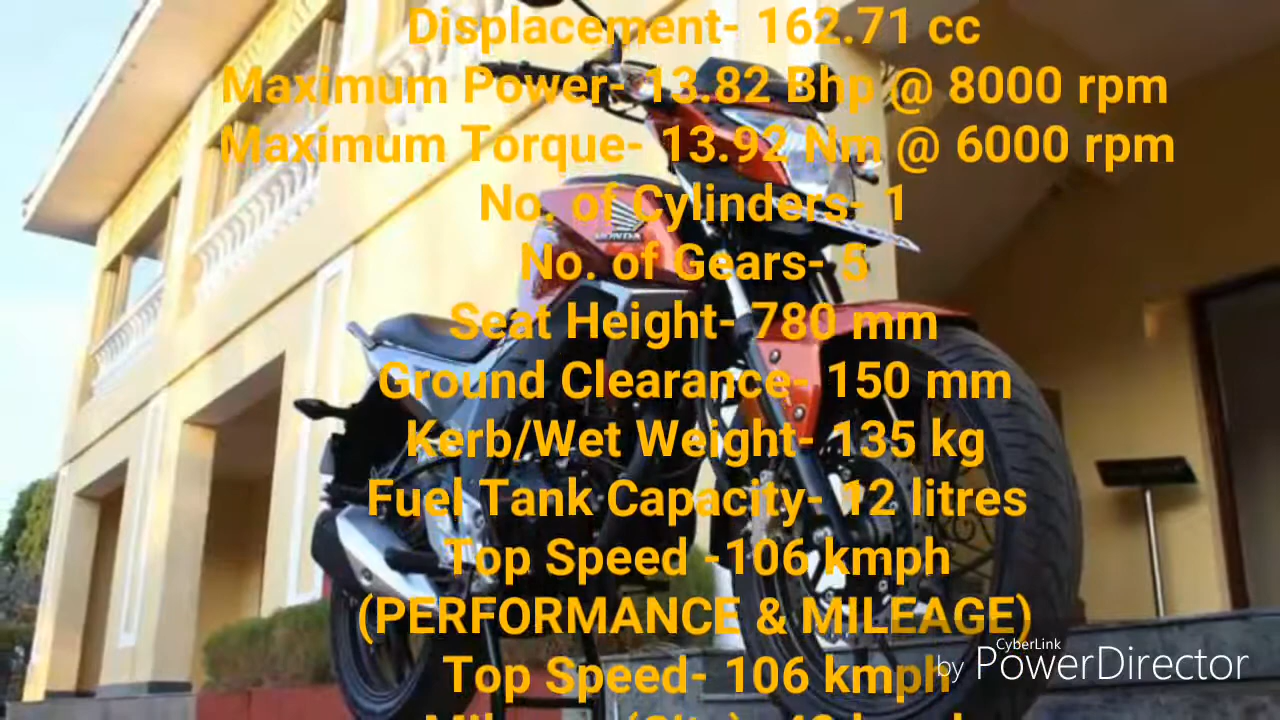 Displacement- 162.71 cc
Maximum Power- 13.82 Bhp @ 8000 rpm
Maximum Torque- 13.92 Nm @ 6000 rpm
No. of Cylinders- 1
HONDA
No. of Gears- 5
Seat Height- 780 mm
Ground Clearance- 150 mm
Kerb/Wet Weight- 135 kg
Fuel Tank Capacity- 12 litres
Top Speed -106 kmph
(PERFORMANCE & MILEAGE)
Top Speed- 106 kmph
CyberLink
by PowerDirector